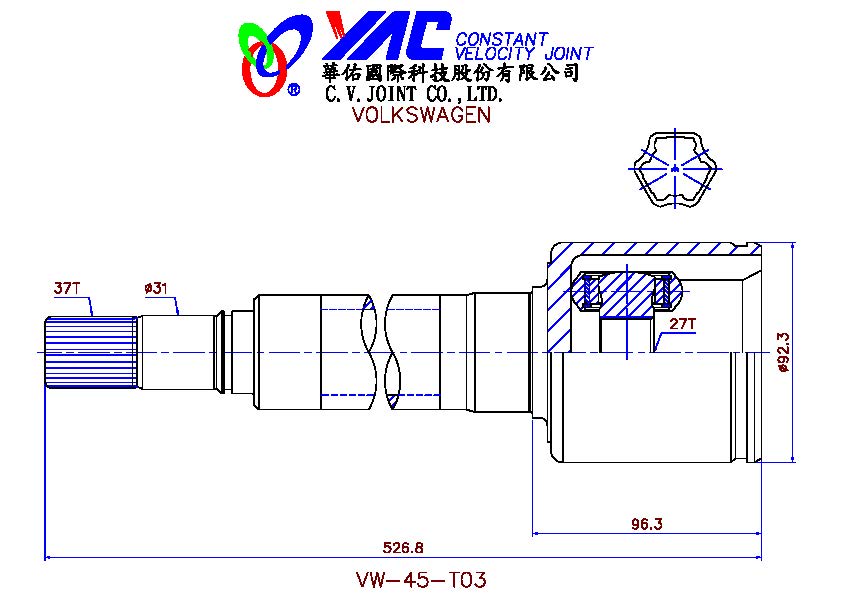 YAC CONSTANT
VELOCITY JOINT
華佑國際科技股份有限公司
®
C.V.JOINT CO.,LTD.
VOLKSWAGEN
37T
ø31
27T
ø92.3
96.3
526.8
VW-45-T03